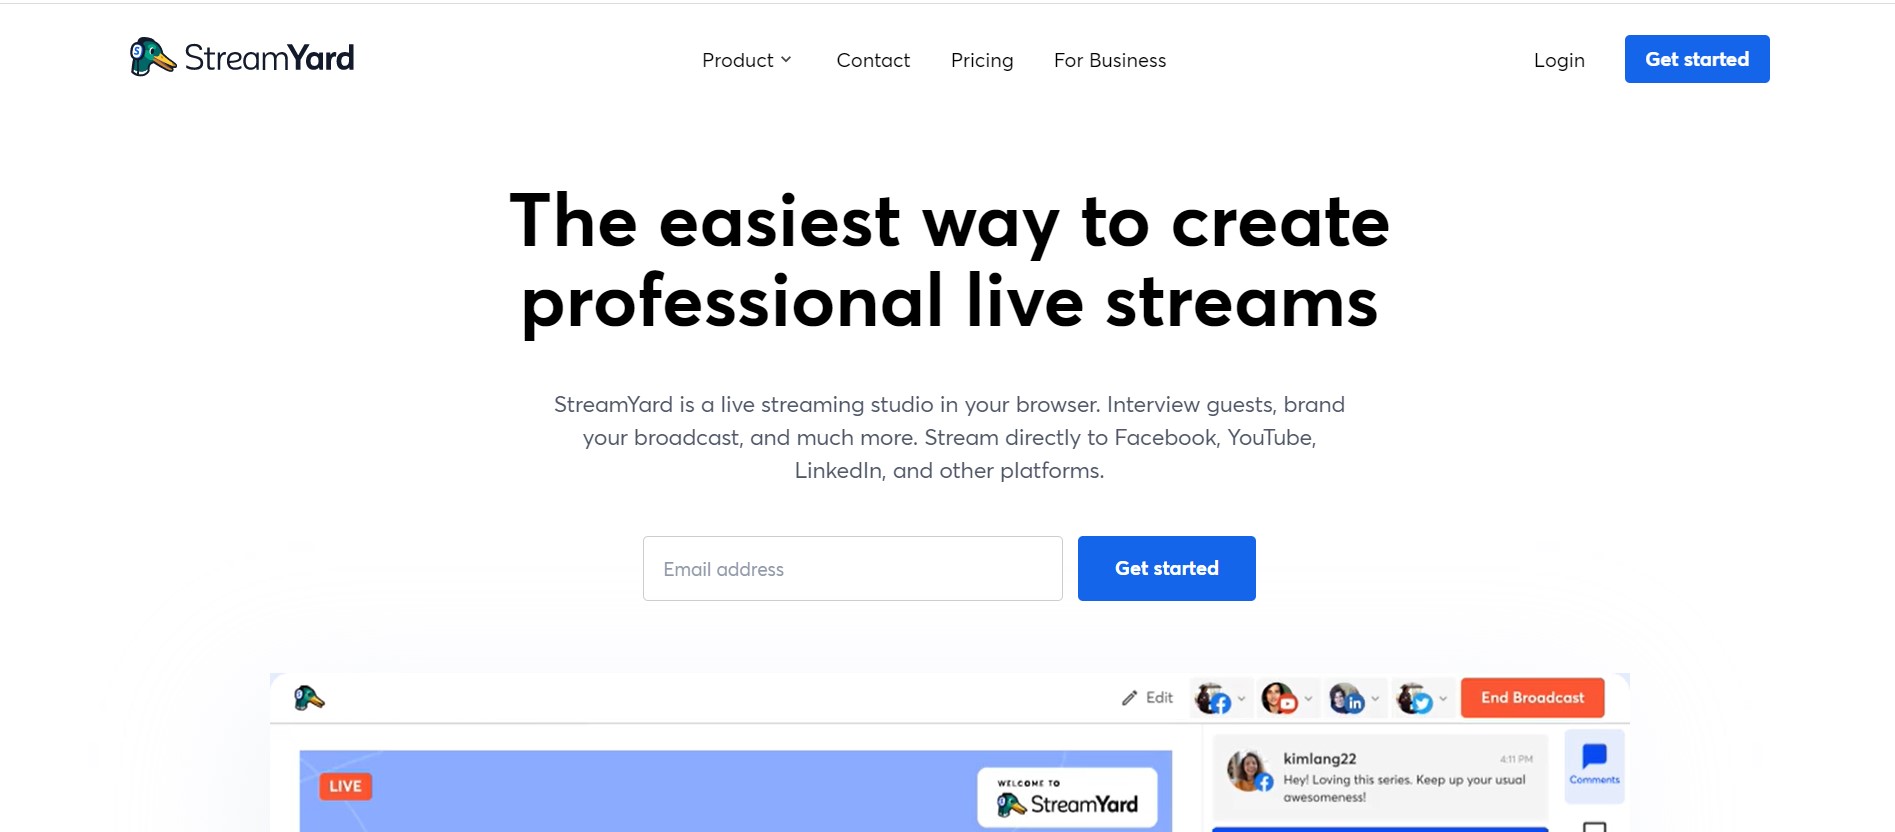 StreamYard
Product
Contact
Pricing
For Business
Login
Get started
The easiest way to create
professional live streams
StreamYard is a live streaming studio in your browser. Interview guests, brand
your broadcast, and much more. Stream directly to Facebook, YouTube,
LinkedIn, and other platforms.
Email address
Get started
Edit
End Broadcast
LIVE
WELCOME TO
StreamYard
kimlang22
4:11 PM
Hey! Loving this series. Keep up your usual
awesomeness!
Comments